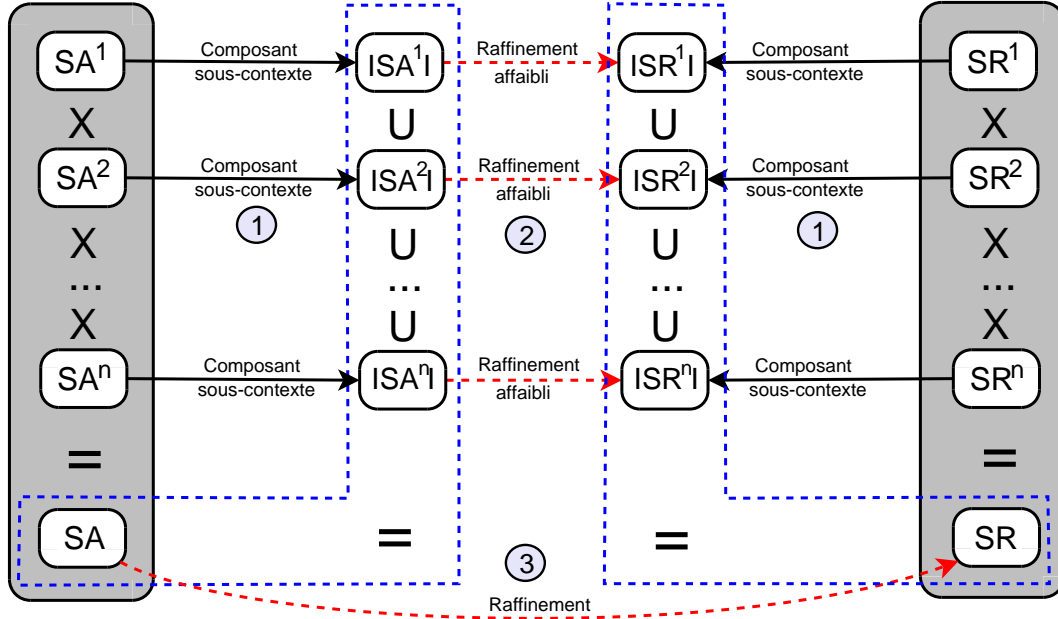 SA¹ Composant sous-contexte ISA¹I Raffinement affaibli ISR¹I Composant sous-contexte SR¹
X U U X
SA² Composant sous-contexte ISA²I Raffinement affaibli ISR²I Composant sous-contexte SR²
1 2 1
X U U X
... ... ... ...
X U U X
SAⁿ Composant sous-contexte ISAⁿI Raffinement affaibli ISRⁿI Composant sous-contexte SRⁿ
= =
SA = = SR
3
Raffinement